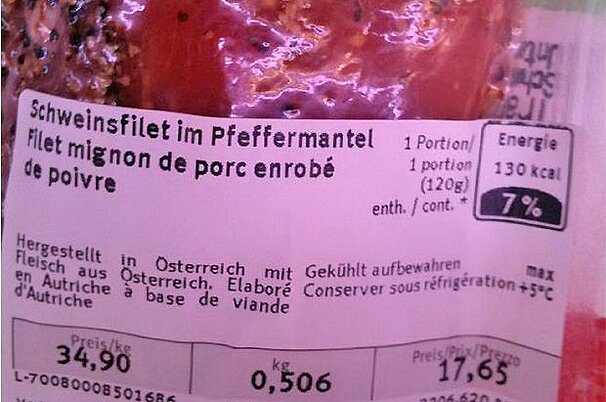 Schweinsfilet im Pfeffermantel
Filet mignon de porc enrobé
de poivre
1 Portion/
1 portion
(120g)
enth. / cont. *
Energie
130 kcal
7%
Hergestellt in Österreich mit
Fleisch aus Österreich. Elaboré
en Autriche à base de viande
d'Autriche
Gekühlt aufbewahren max
Conserver sous réfrigération +5°C
Preis/kg
34,90
kg
0,506
Preis/Prix/Prezzo
17,65
L-70080008501686